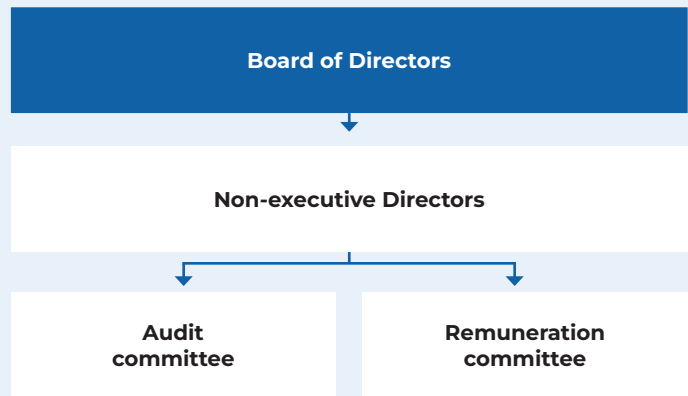 Board of Directors
Non-executive Directors
Audit
committee
Remuneration
committee